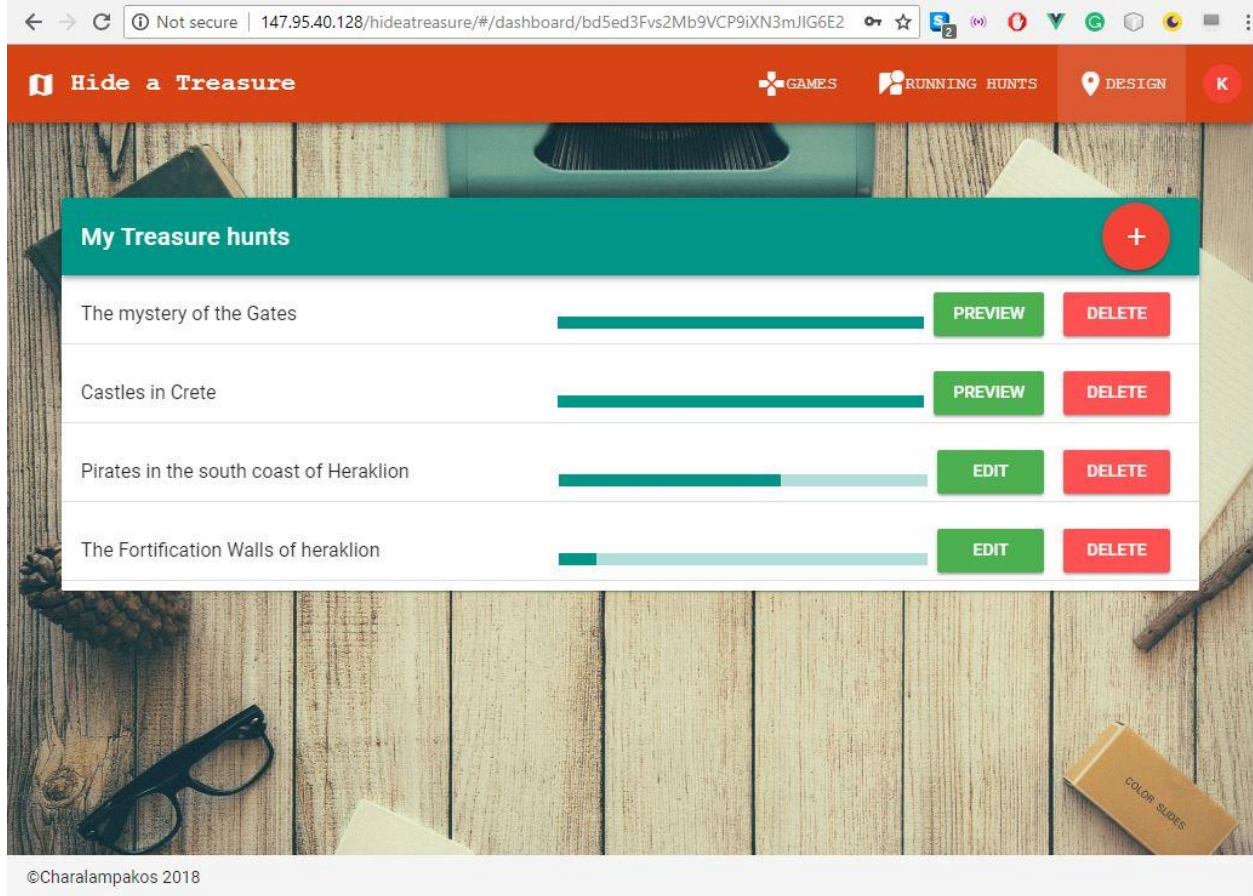 Not secure | 147.95.40.128/hideatreasure/#/dashboard/bd5ed3Fvs2Mb9VCP9iXN3mJIG6E2
2
Hide a Treasure
GAMES
RUNNING HUNTS
DESIGN
K
My Treasure hunts
+
The mystery of the Gates
PREVIEW
DELETE
Castles in Crete
PREVIEW
DELETE
Pirates in the south coast of Heraklion
EDIT
DELETE
The Fortification Walls of heraklion
EDIT
DELETE
COLOR SLIDES
©Charalampakos 2018